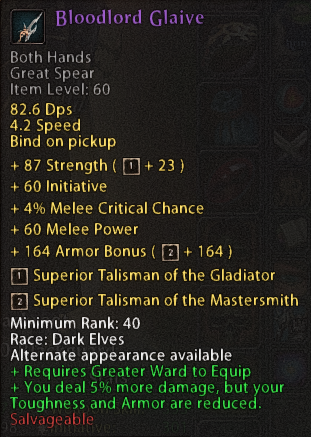 Bloodlord Glaive
Both Hands
Great Spear
Item Level: 60
82.6 Dps
4.2 Speed
Bind on pickup
+ 87 Strength ( 1 + 23 )
+ 60 Initiative
+ 4% Melee Critical Chance
+ 60 Melee Power
+ 164 Armor Bonus ( 2 + 164 )
1 Superior Talisman of the Gladiator
2 Superior Talisman of the Mastersmith
Minimum Rank: 40
Race: Dark Elves
Alternate appearance available
+ Requires Greater Ward to Equip
+ You deal 5% more damage, but your
Toughness and Armor are reduced.
Salvageable